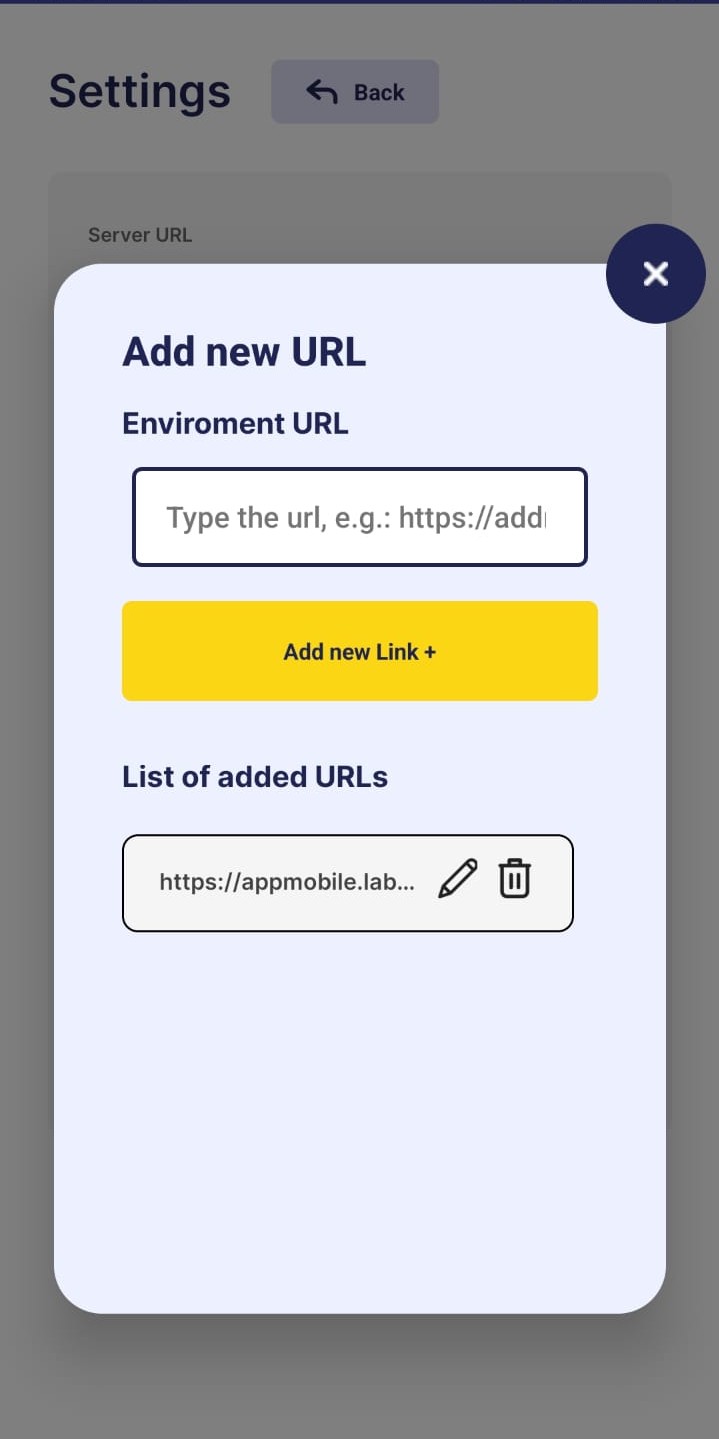 Settings
Back
Server URL
Add new URL
Enviroment URL
Type the url, e.g.: https://add
Add new Link +
List of added URLs
https://appmobile.lab...